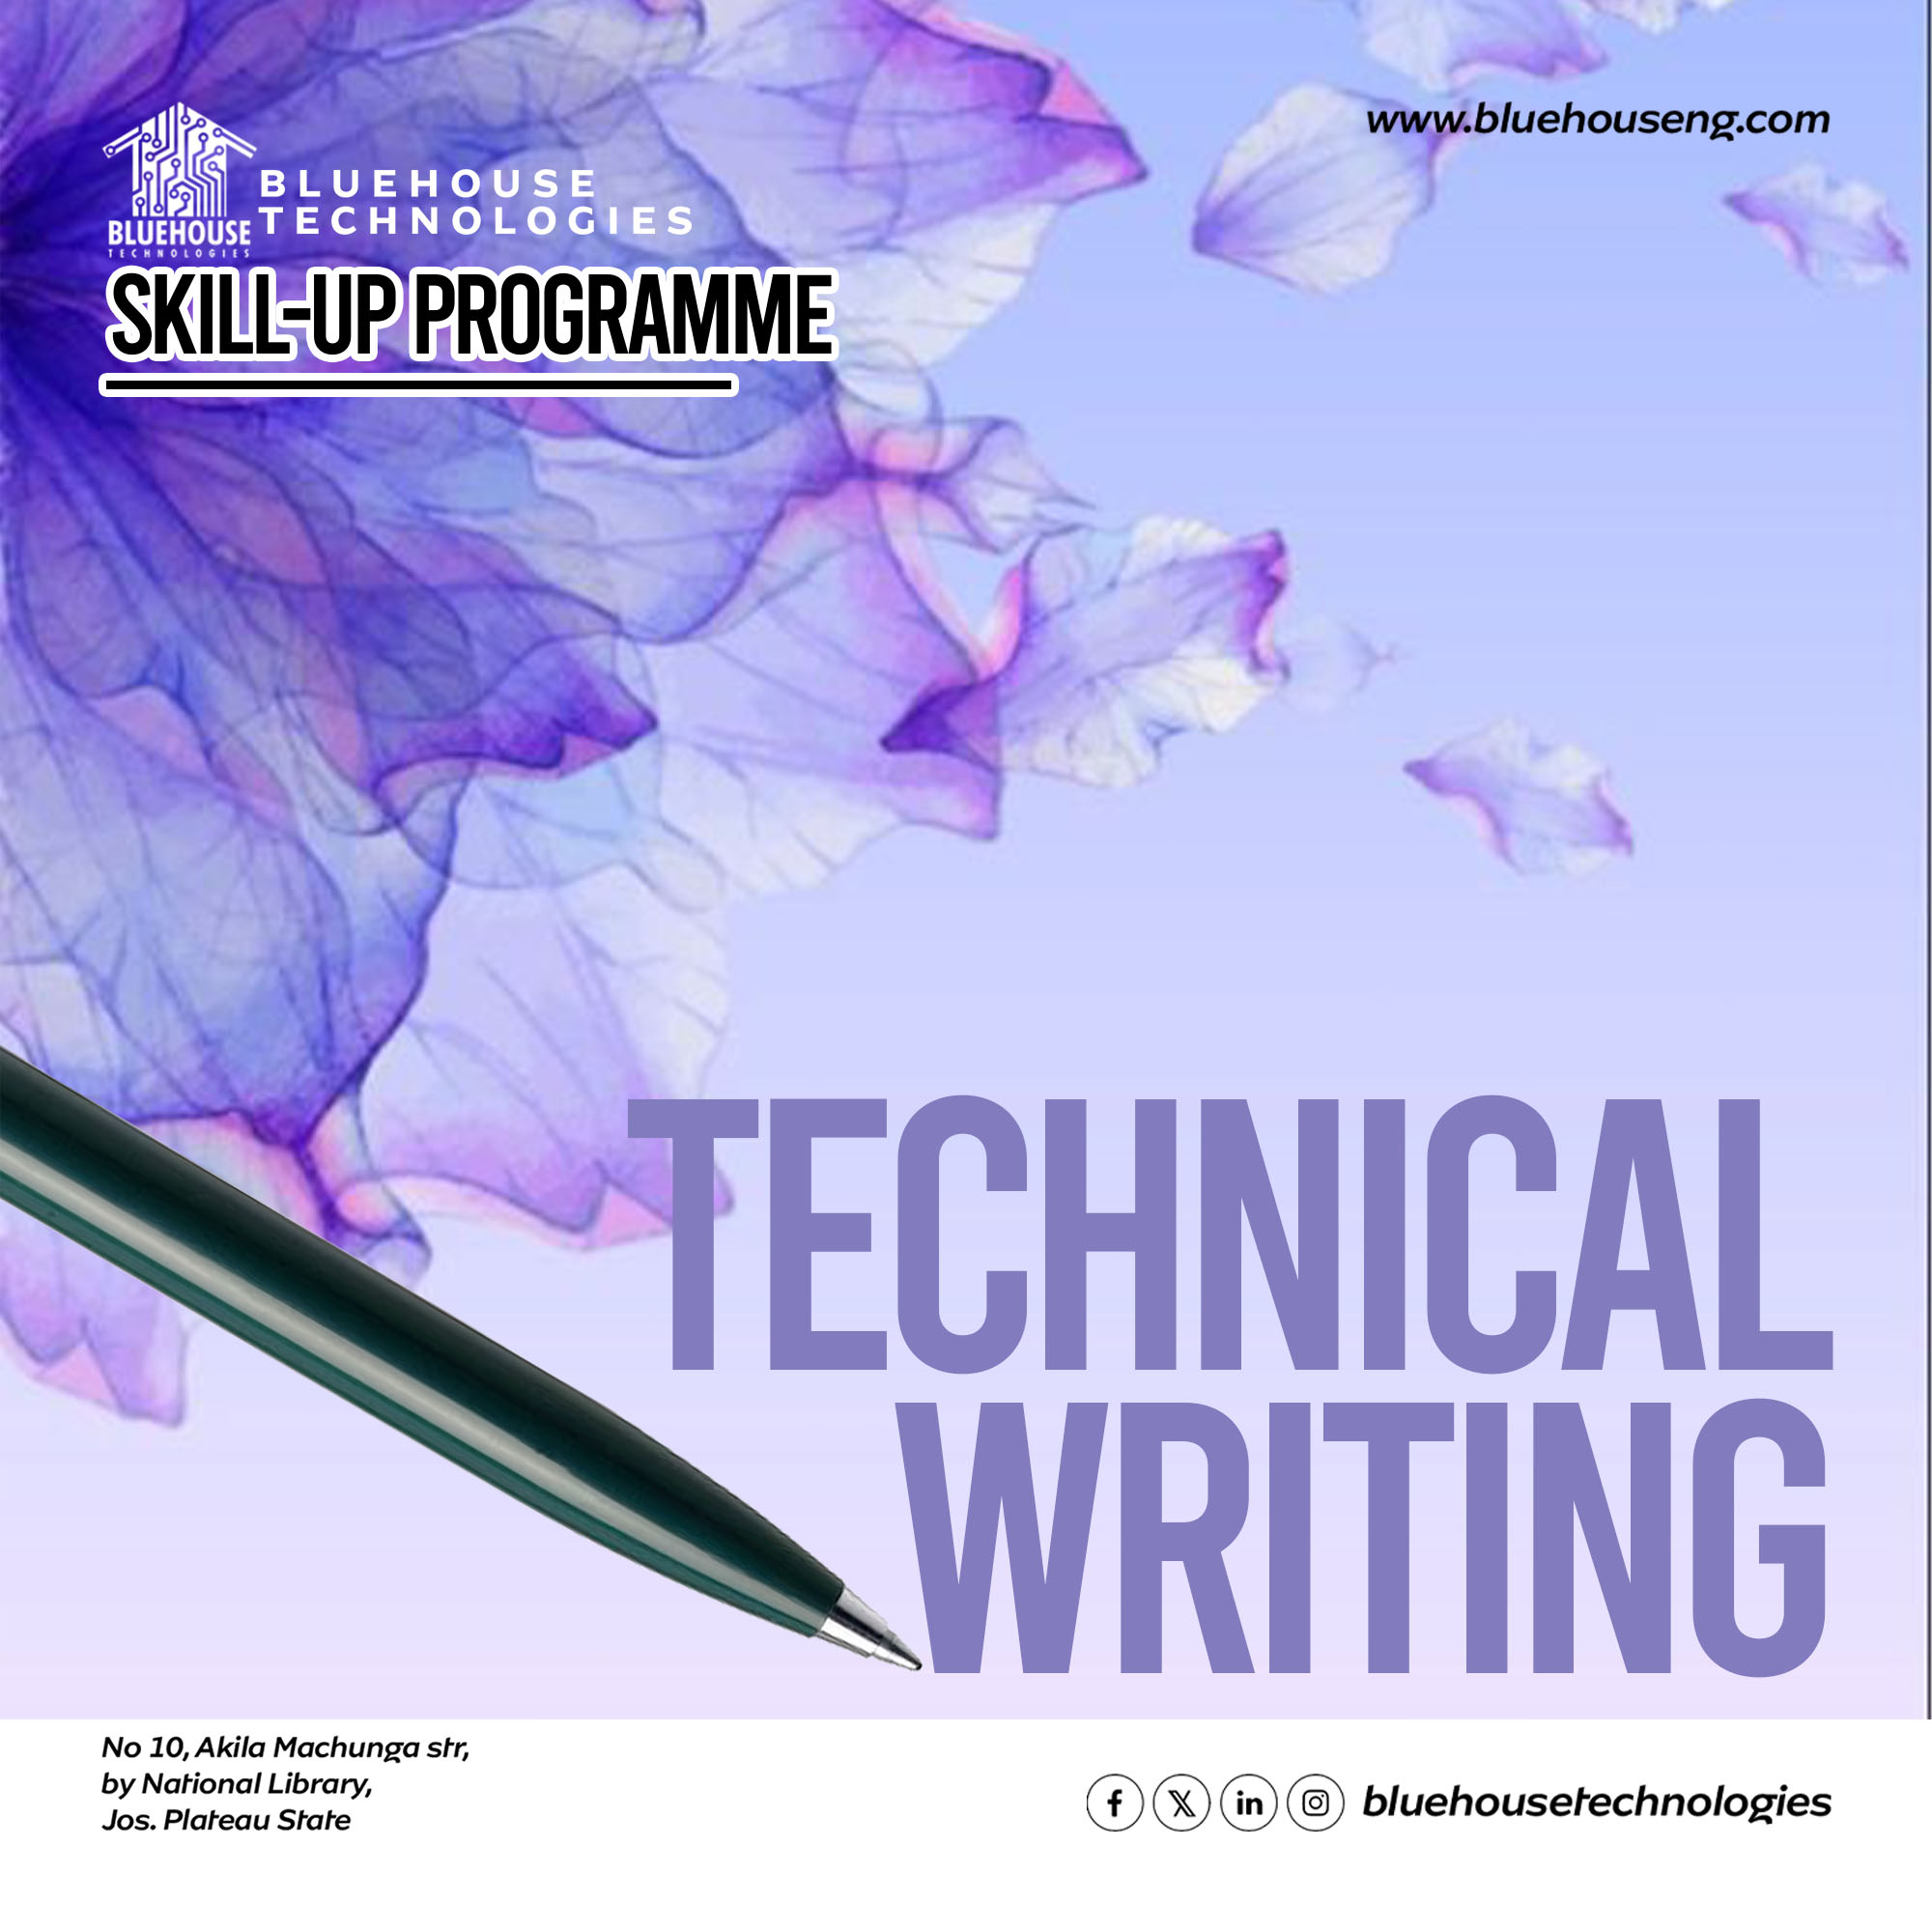 www.bluehouseng.com
BLUEHOUSE
TECHNOLOGIES
BLUEHOUSE
TECHNOLOGIES
SKILL-UP PROGRAMME
TECHNICAL
WRITING
No 10, Akila Machunga str,
by National Library,
Jos. Plateau State
bluehousetechnologies